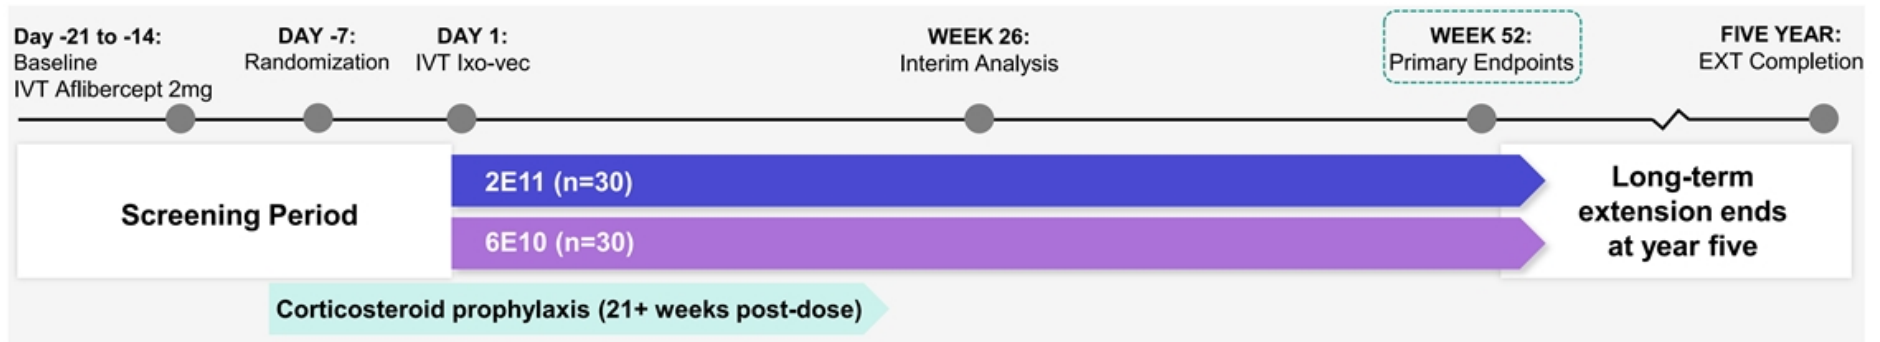 Day -21 to -14:
Baseline
IVT Aflibercept 2mg
DAY -7:
Randomization
DAY 1:
IVT Ixo-vec
WEEK 26:
Interim Analysis
WEEK 52:
Primary Endpoints
FIVE YEAR:
EXT Completion
Screening Period
2E11 (n=30)
6E10 (n=30)
Long-term
extension ends
at year five
Corticosteroid prophylaxis (21+ weeks post-dose)